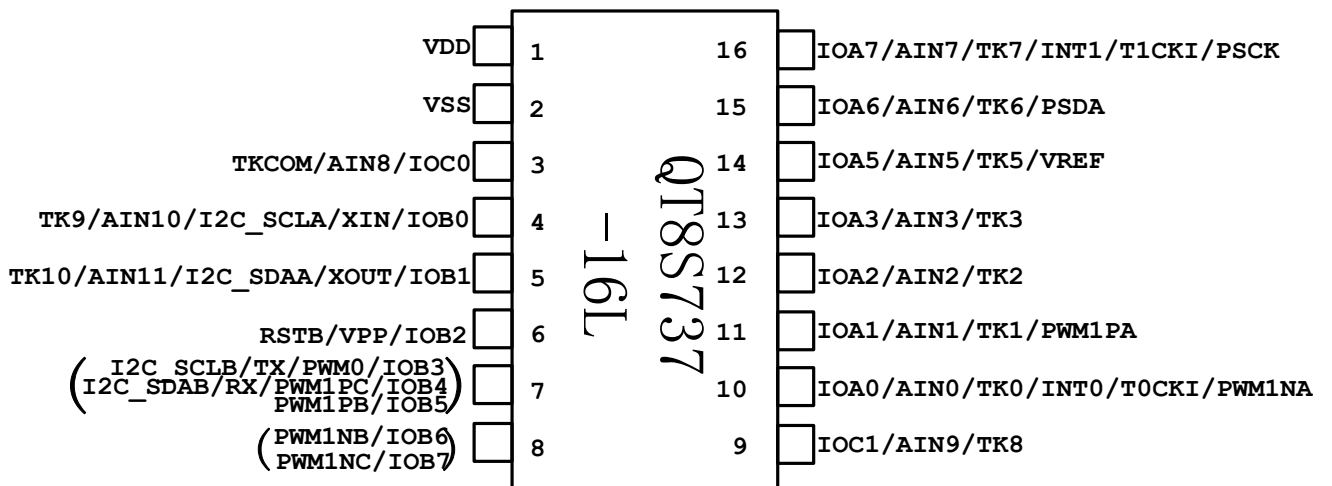 VDD 1 16 IOA7/AIN7/TK7/INT1/T1CKI/PSCK
VSS 2 15 IOA6/AIN6/TK6/PSDA
TKCOM/AIN8/IOC0 3 14 IOA5/AIN5/TK5/VREF
TK9/AIN10/I2C_SCLA/XIN/IOB0 4 13 IOA3/AIN3/TK3
TK10/AIN11/I2C_SDAA/XOUT/IOB1 5 12 IOA2/AIN2/TK2
RSTB/VPP/IOB2 6 11 IOA1/AIN1/TK1/PWM1PA
(I2C_SCLB/TX/PWM0/IOB3
I2C_SDAB/RX/PWM1PC/IOB4
PWM1PB/IOB5) 7 10 IOA0/AIN0/TK0/INT0/T0CKI/PWM1NA
(PWM1NB/IOB6
PWM1NC/IOB7) 8 9 IOC1/AIN9/TK8
QT8S737
-16L